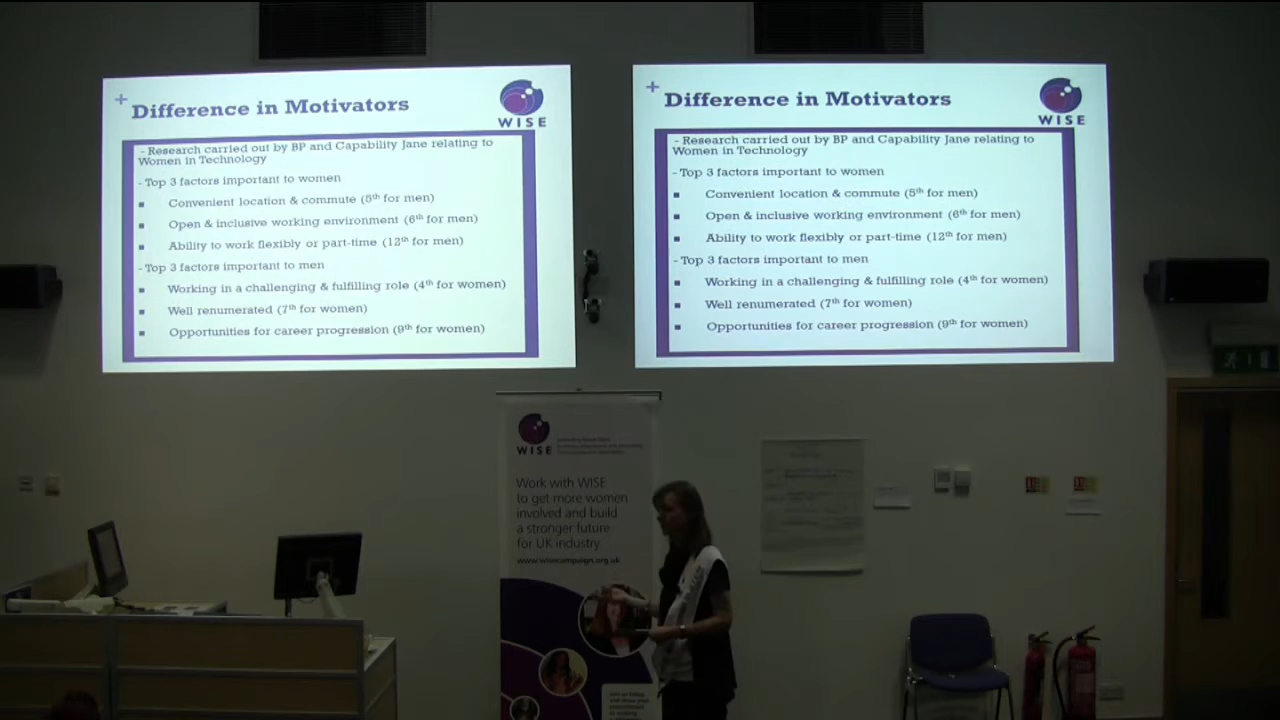 + Difference in Motivators
WISE
- Research carried out by BP and Capability Jane relating to
Women in Technology
- Top 3 factors important to women
■ Convenient location & commute (5th for men)
■ Open & inclusive working environment (6th for men)
■ Ability to work flexibly or part-time (12th for men)
- Top 3 factors important to men
■ Working in a challenging & fulfilling role (4th for women)
■ Well renumerated (7th for women)
■ Opportunities for career progression (9th for women)
+ Difference in Motivators
WISE
- Research carried out by BP and Capability Jane relating to
Women in Technology
- Top 3 factors important to women
■ Convenient location & commute (5th for men)
■ Open & inclusive working environment (6th for men)
■ Ability to work flexibly or part-time (12th for men)
- Top 3 factors important to men
■ Working in a challenging & fulfilling role (4th for women)
■ Well renumerated (7th for women)
■ Opportunities for career progression (9th for women)
WISE
Work with WISE
to get more women
involved and build
a stronger future
for UK industry
www.wisecampaign.org.uk